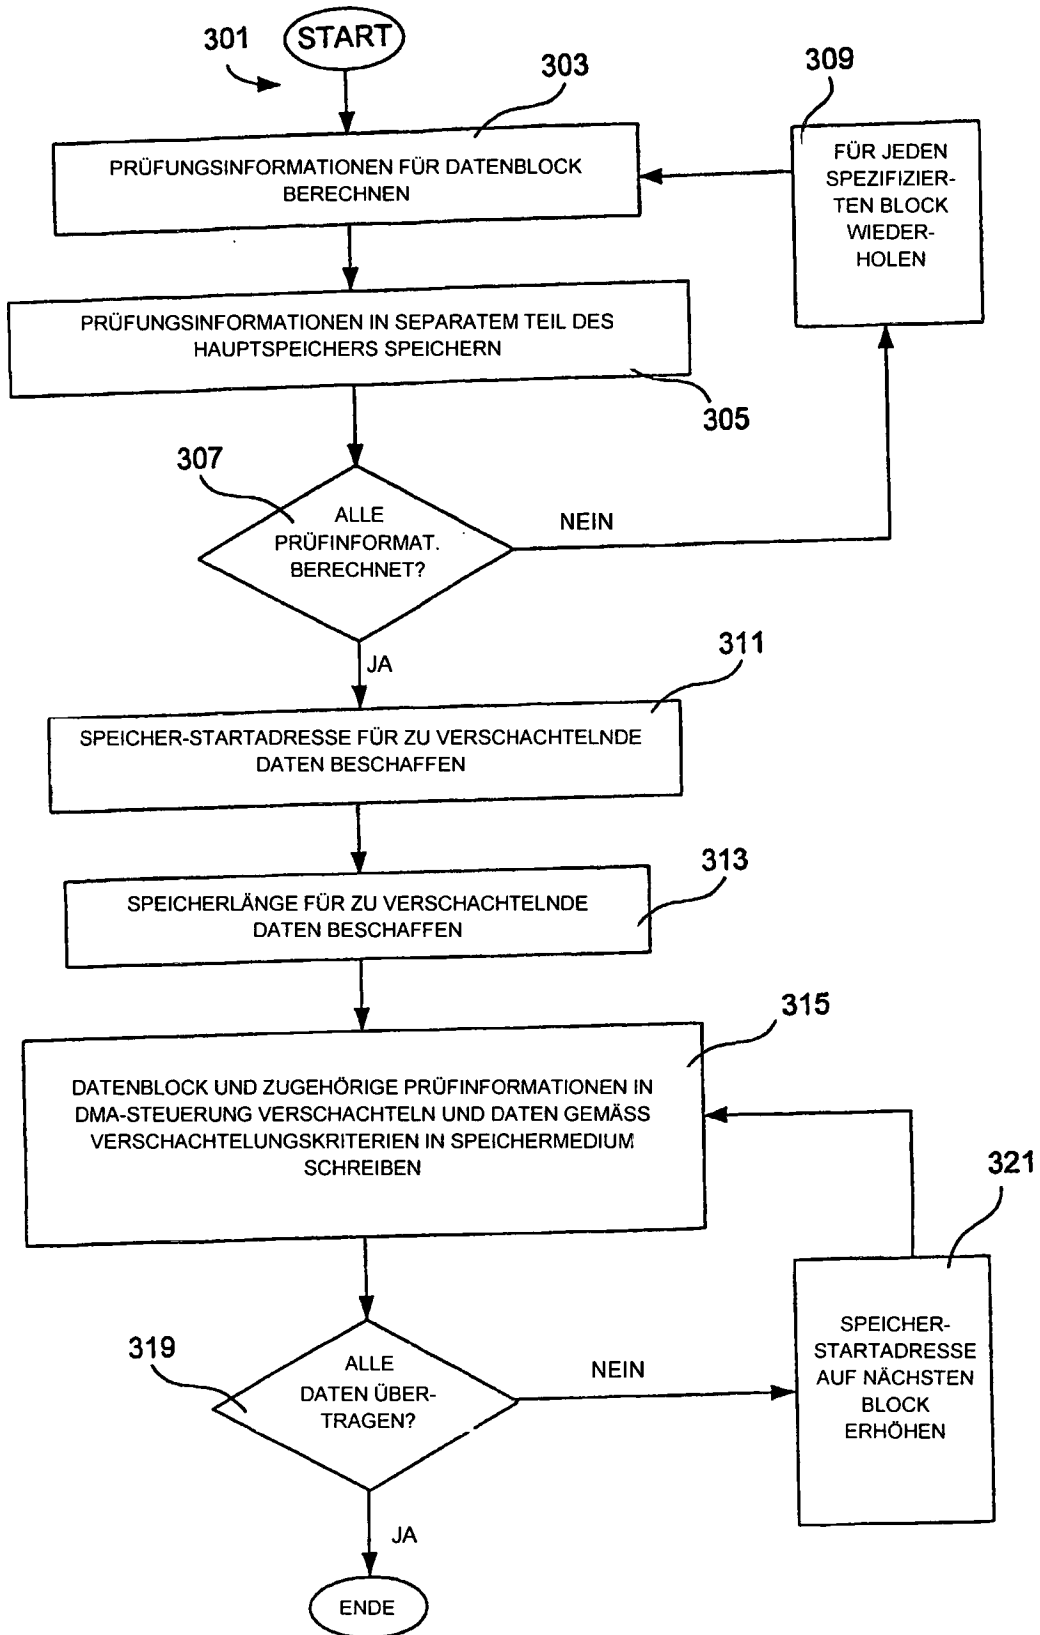 301
START
303
309
PRÜFUNGSINFORMATIONEN FÜR DATENBLOCK
BERECHNEN
FÜR JEDEN
SPEZIFIZIER-
TEN BLOCK
WIEDER-
HOLEN
PRÜFUNGSINFORMATIONEN IN SEPARATEM TEIL DES
HAUPTSPEICHERS SPEICHERN
305
307
ALLE
PRÜFINFORMAT.
BERECHNET?
NEIN
JA
311
SPEICHER-STARTADRESSE FÜR ZU VERSCHACHTELNDE
DATEN BESCHAFFEN
313
SPEICHERLÄNGE FÜR ZU VERSCHACHTELNDE
DATEN BESCHAFFEN
315
DATENBLOCK UND ZUGEHÖRIGE PRÜFINFORMATIONEN IN
DMA-STEUERUNG VERSCHACHTELN UND DATEN GEMÄSS
VERSCHACHTELUNGSKRITERIEN IN SPEICHERMEDIUM
SCHREIBEN
321
319
ALLE
DATEN ÜBER-
TRAGEN?
NEIN
SPEICHER-
STARTADRESSE
AUF NÄCHSTEN
BLOCK
ERHÖHEN
JA
ENDE